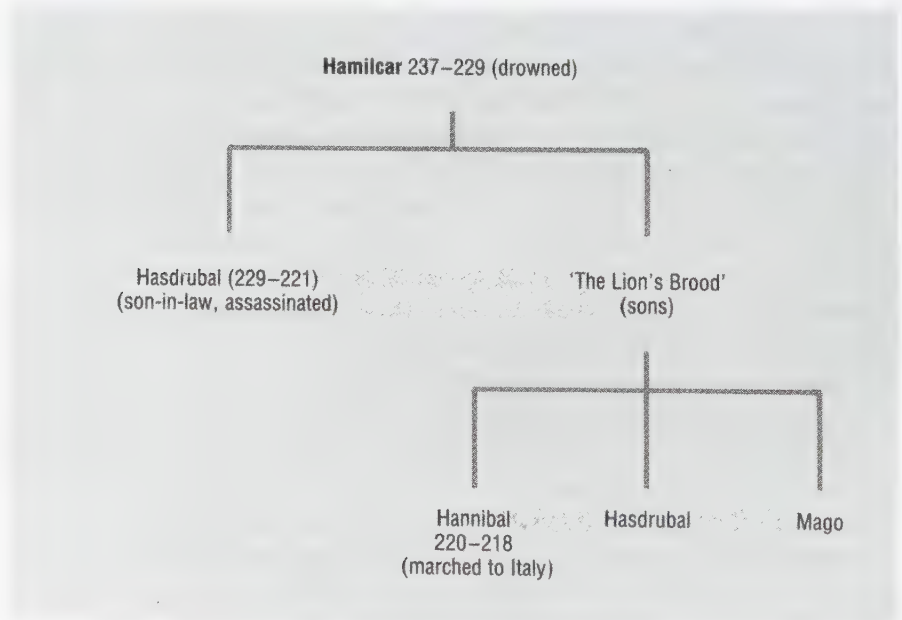 Hamilcar 237–229 (drowned)
Hasdrubal (229–221)
(son-in-law, assassinated)
'The Lion's Brood'
(sons)
Hannibal
220–218
(marched to Italy)
Hasdrubal
Mago